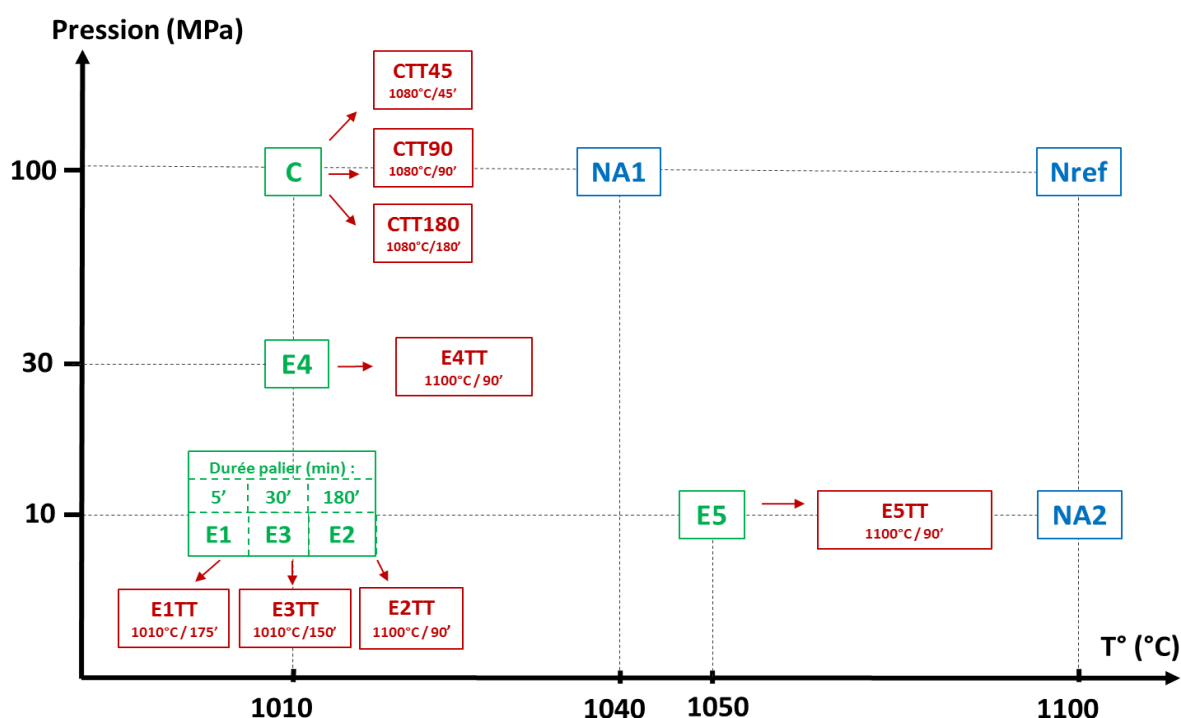 Pression (MPa)
CTT45
1080°C/45'
100
C
CTT90
1080°C/90'
NA1
Nref
CTT180
1080°C/180'
30
E4
E4TT
1100°C / 90'
Durée palier (min) :
5' 30' 180'
10
E1 E3 E2
E5
E5TT
1100°C / 90'
NA2
E1TT
1010°C / 175'
E3TT
1010°C /150'
E2TT
1100°C / 90'
T° (°C)
1010 1040 1050 1100